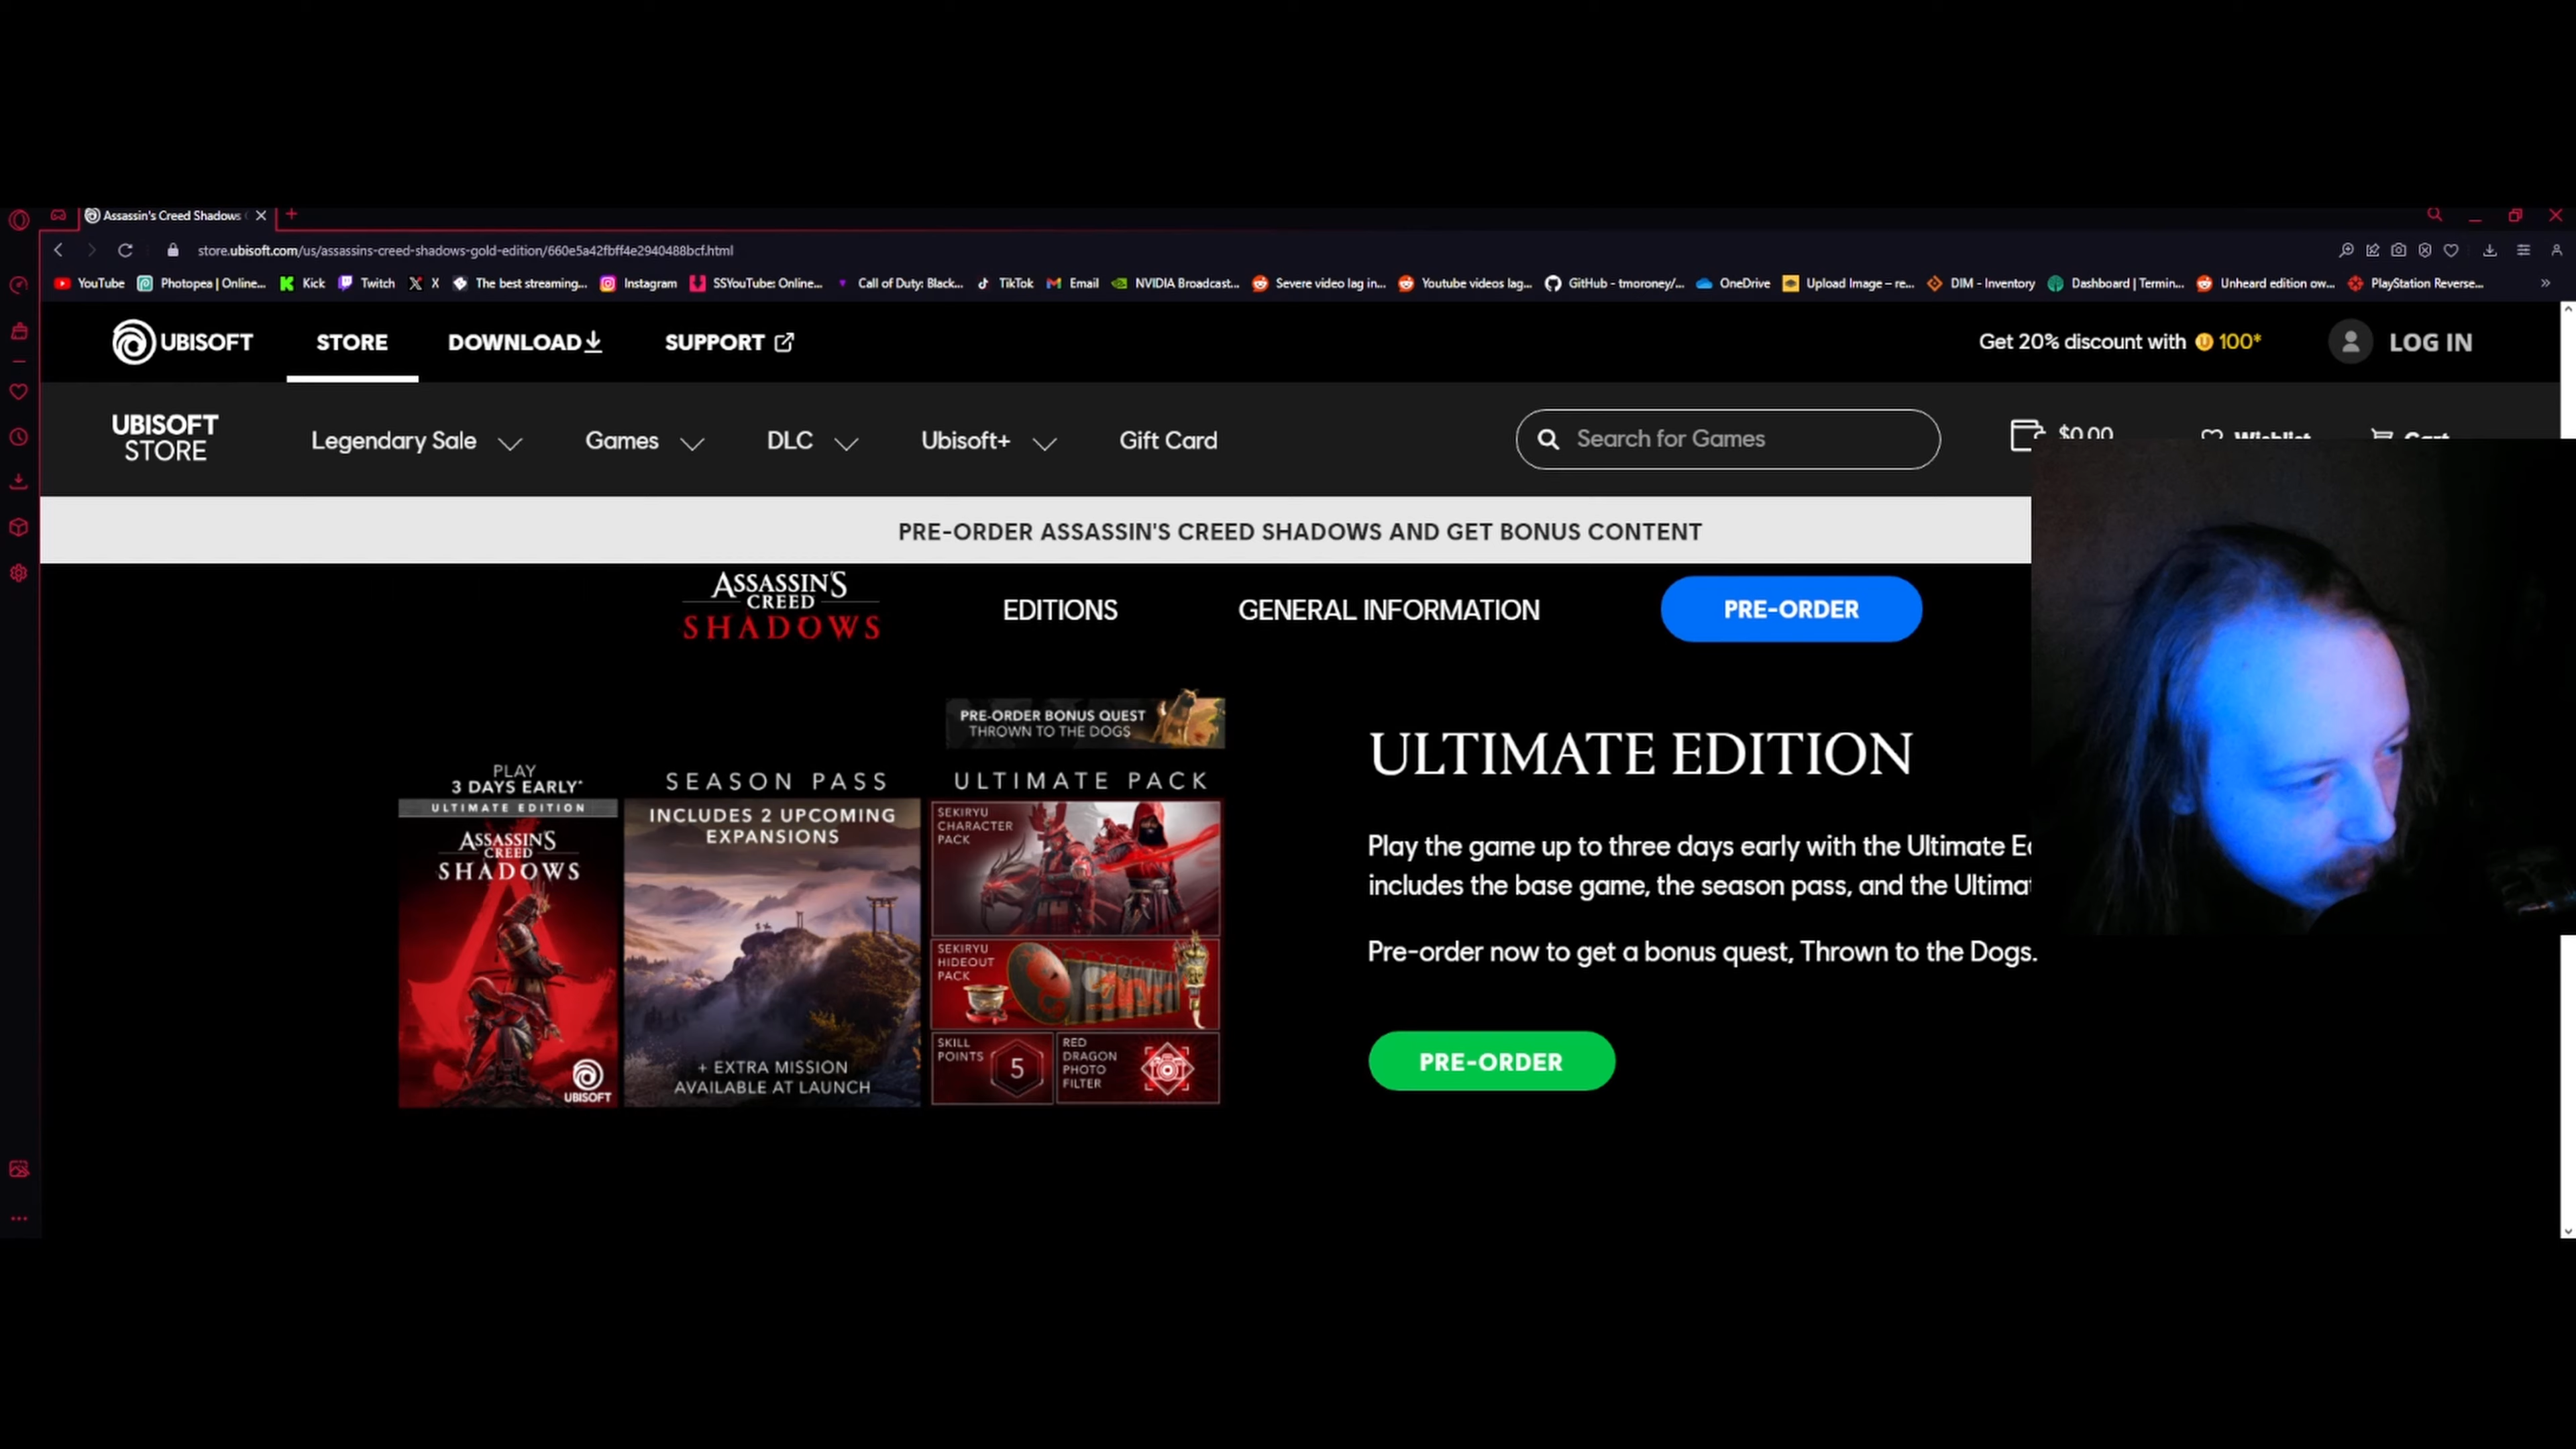 Assassin's Creed Shadows
store.ubisoft.com/us/assassins-creed-shadows-gold-edition/660e5a42fbff4e2940488bcf.html
YouTube Photopea | Online... Kick Twitch X The best streaming... Instagram SSYouTube: Online... Call of Duty: Black... TikTok Email NVIDIA Broadcast... Severe video lag in... Youtube videos lag... GitHub - tmoroney/... OneDrive Upload Image – re... DIM - Inventory Dashboard | Termin... Unheard edition ow... PlayStation Reverse...
UBISOFT STORE DOWNLOAD SUPPORT Get 20% discount with 100* LOG IN
UBISOFT
STORE
Legendary Sale Games DLC Ubisoft+ Gift Card Search for Games $0.00 Wishlist Cart
PRE-ORDER ASSASSIN'S CREED SHADOWS AND GET BONUS CONTENT
ASSASSIN'S
CREED
SHADOWS
EDITIONS GENERAL INFORMATION PRE-ORDER
PRE-ORDER BONUS QUEST
THROWN TO THE DOGS
PLAY
3 DAYS EARLY*
ULTIMATE EDITION
ASSASSIN'S
CREED
SHADOWS
UBISOFT
SEASON PASS
INCLUDES 2 UPCOMING
EXPANSIONS
+ EXTRA MISSION
AVAILABLE AT LAUNCH
ULTIMATE PACK
SEKIRYU
CHARACTER
PACK
SEKIRYU
HIDEOUT
PACK
SKILL
POINTS
5
RED
DRAGON
PHOTO
FILTER
ULTIMATE EDITION
Play the game up to three days early with the Ultimate
includes the base game, the season pass, and the
Pre-order now to get a bonus quest, Thrown to the Dogs.
PRE-ORDER